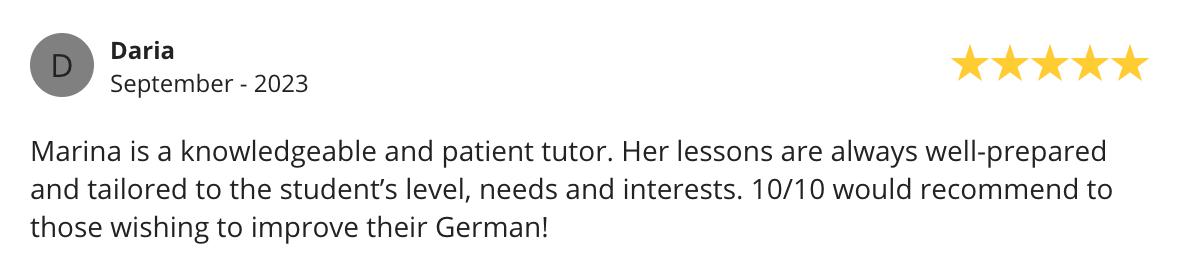 D
Daria
September - 2023
Marina is a knowledgeable and patient tutor. Her lessons are always well-prepared
and tailored to the student’s level, needs and interests. 10/10 would recommend to
those wishing to improve their German!